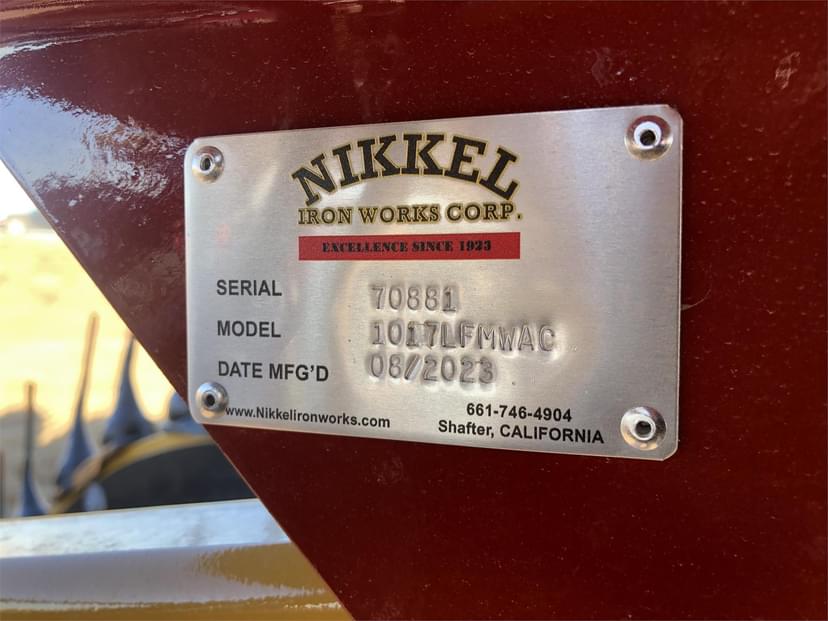 NIKKEL
IRON WORKS CORP.
EXCELLENCE SINCE 1923
SERIAL 70881
MODEL 1017LFMWAC
DATE MFG'D 08/2023
www.Nikkelironworks.com
661-746-4904
Shafter, CALIFORNIA